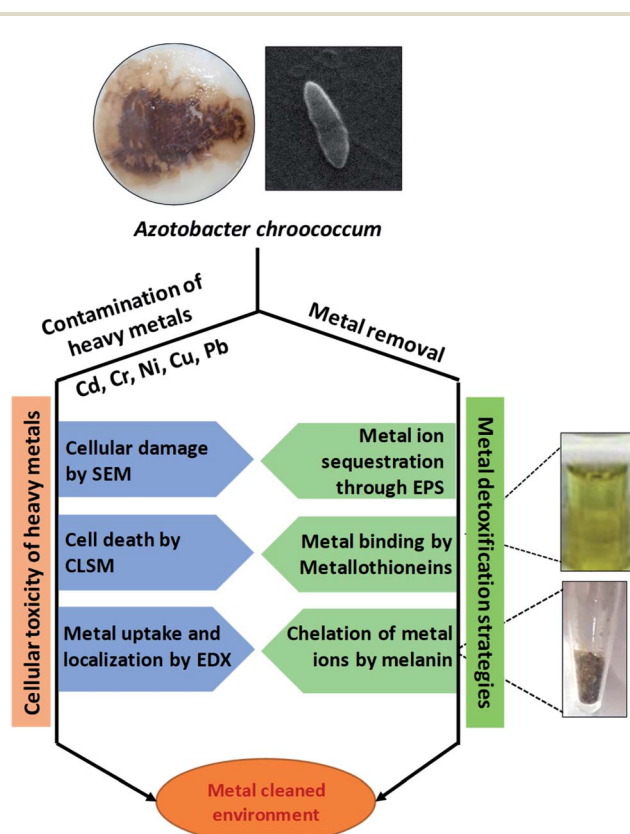 Azotobacter chroococcum
Contamination of
heavy metals
Cd, Cr, Ni, Cu, Pb
Metal removal
Cellular toxicity of heavy metals
Cellular damage
by SEM
Cell death by
CLSM
Metal uptake and
localization by EDX
Metal ion
sequestration
through EPS
Metal binding by
Metallothioneins
Chelation of metal
ions by melanin
Metal detoxification strategies
Metal cleaned
environment